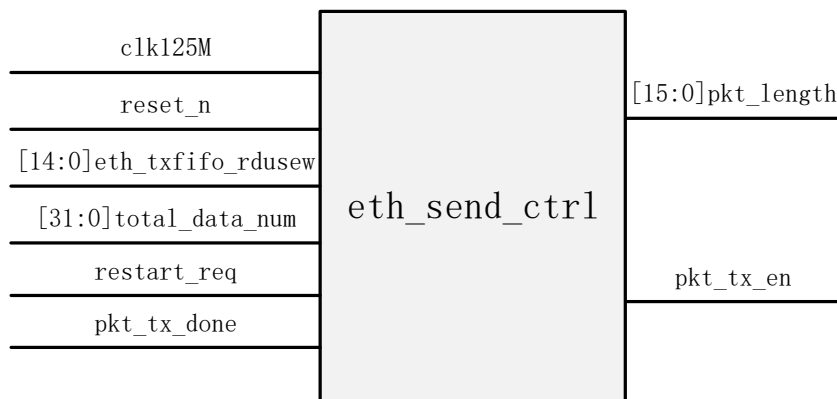 clk125M
reset_n
[14:0]eth_txfifo_rdusew
[31:0]total_data_num
restart_req
pkt_tx_done
eth_send_ctrl
[15:0]pkt_length
pkt_tx_en